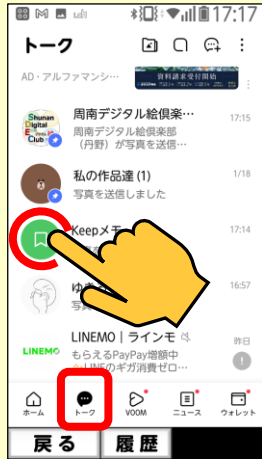 17:17
トーク
AD・アルファマンシ…
資料請求受付開始
Shunan
Digital
Club
周南デジタル絵倶楽…
17:15
周南デジタル絵倶楽部
(丹野) が写真を送信…
私の作品達 (1)
1/18
写真を送信しました
Keepメモ
17:14
写真
ゆ
16:57
写
LINEMO
LINEMO｜ラインモ
昨日
もらえるPayPay増額中
LINEのギガ消費ゼロ…
ホーム
トーク
VOOM
ニュース
ウォレット
戻る
履歴